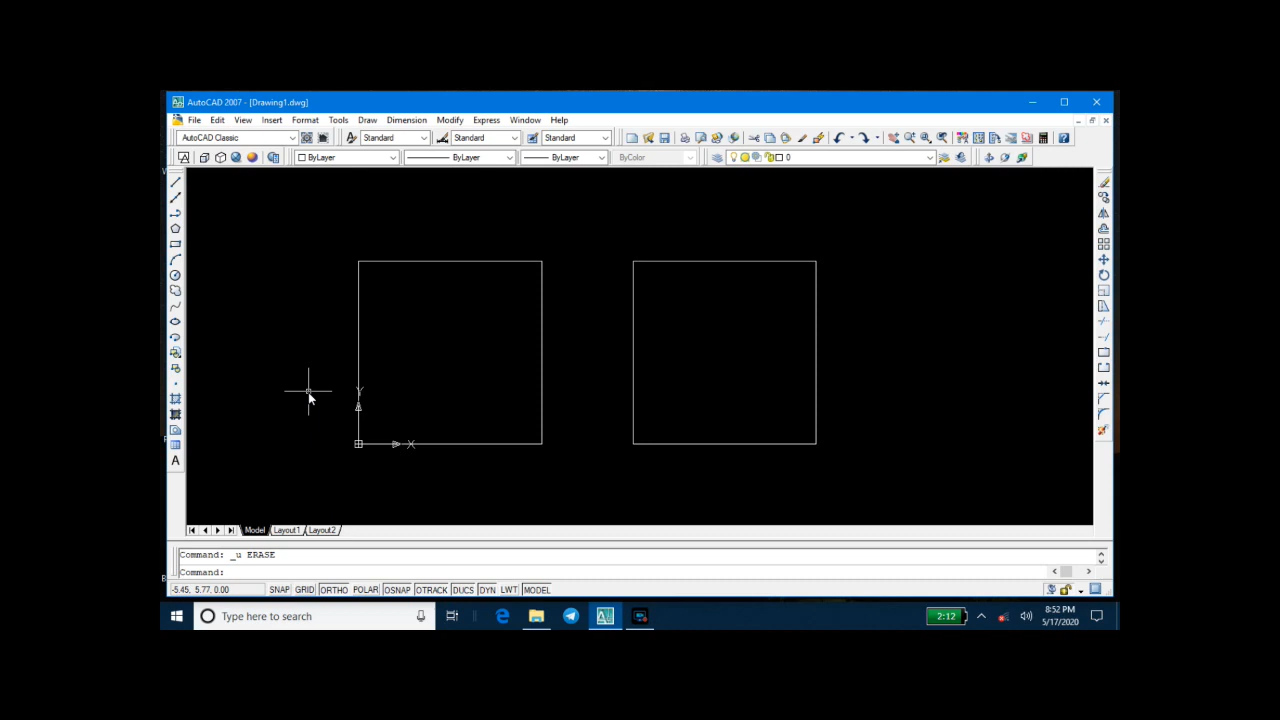 AutoCAD 2007 - [Drawing1.dwg]
File Edit View Insert Format Tools Draw Dimension Modify Express Window Help
AutoCAD Classic Standard Standard Standard
ByLayer ByLayer ByLayer ByColor 0
A
Y
X
Model Layout1 Layout2
Command: _u ERASE
Command:
-5.45, 5.77, 0.00 SNAP GRID ORTHO POLAR OSNAP OTRACK DUCS DYN LWT MODEL
Type here to search 2:12 8:52 PM
5/17/2020